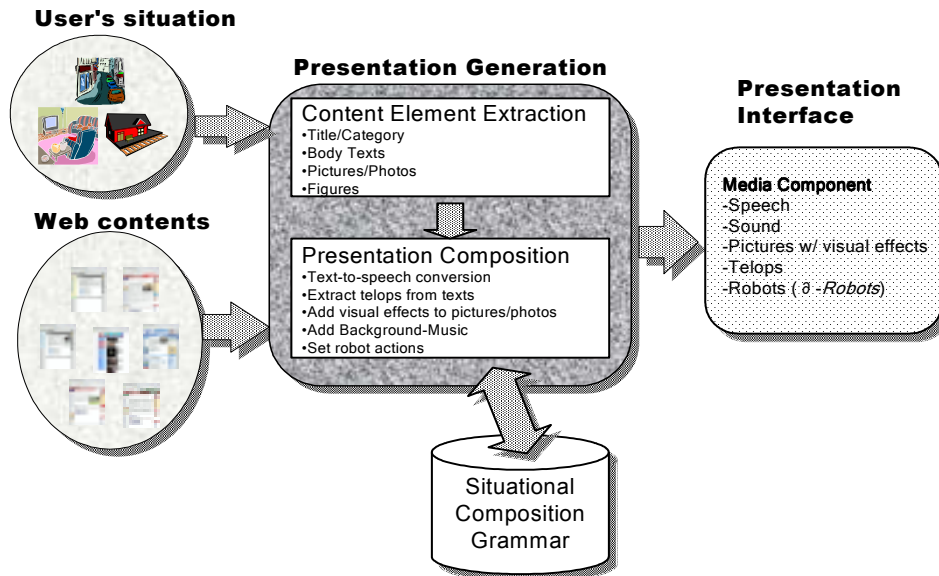 User's situation
Presentation Generation
Content Element Extraction
•Title/Category
•Body Texts
•Pictures/Photos
•Figures
Presentation
Interface
Media Component
-Speech
-Sound
-Pictures w/ visual effects
-Telops
-Robots ( ∂ -Robots)
Web contents
Presentation Composition
•Text-to-speech conversion
•Extract telops from texts
•Add visual effects to pictures/photos
•Add Background-Music
•Set robot actions
Situational
Composition
Grammar